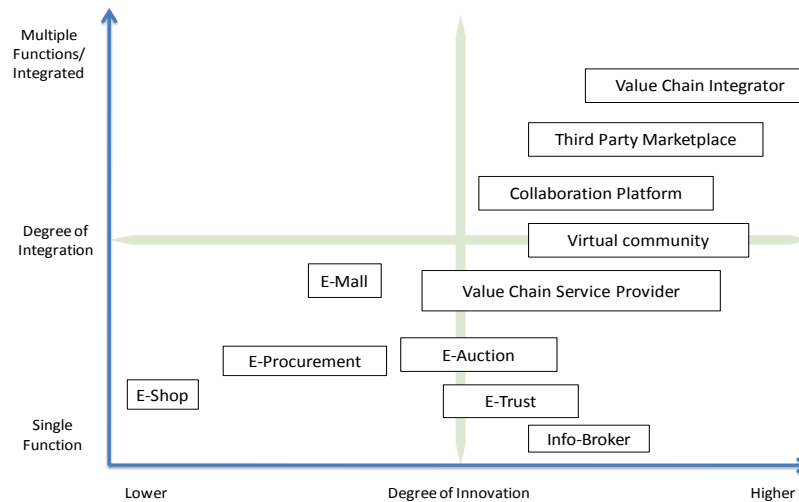 Multiple
Functions/
Integrated
Value Chain Integrator
Third Party Marketplace
Collaboration Platform
Degree of
Integration
Virtual community
E-Mall
Value Chain Service Provider
E-Procurement
E-Auction
E-Shop
E-Trust
Single
Function
Info-Broker
Lower
Degree of Innovation
Higher